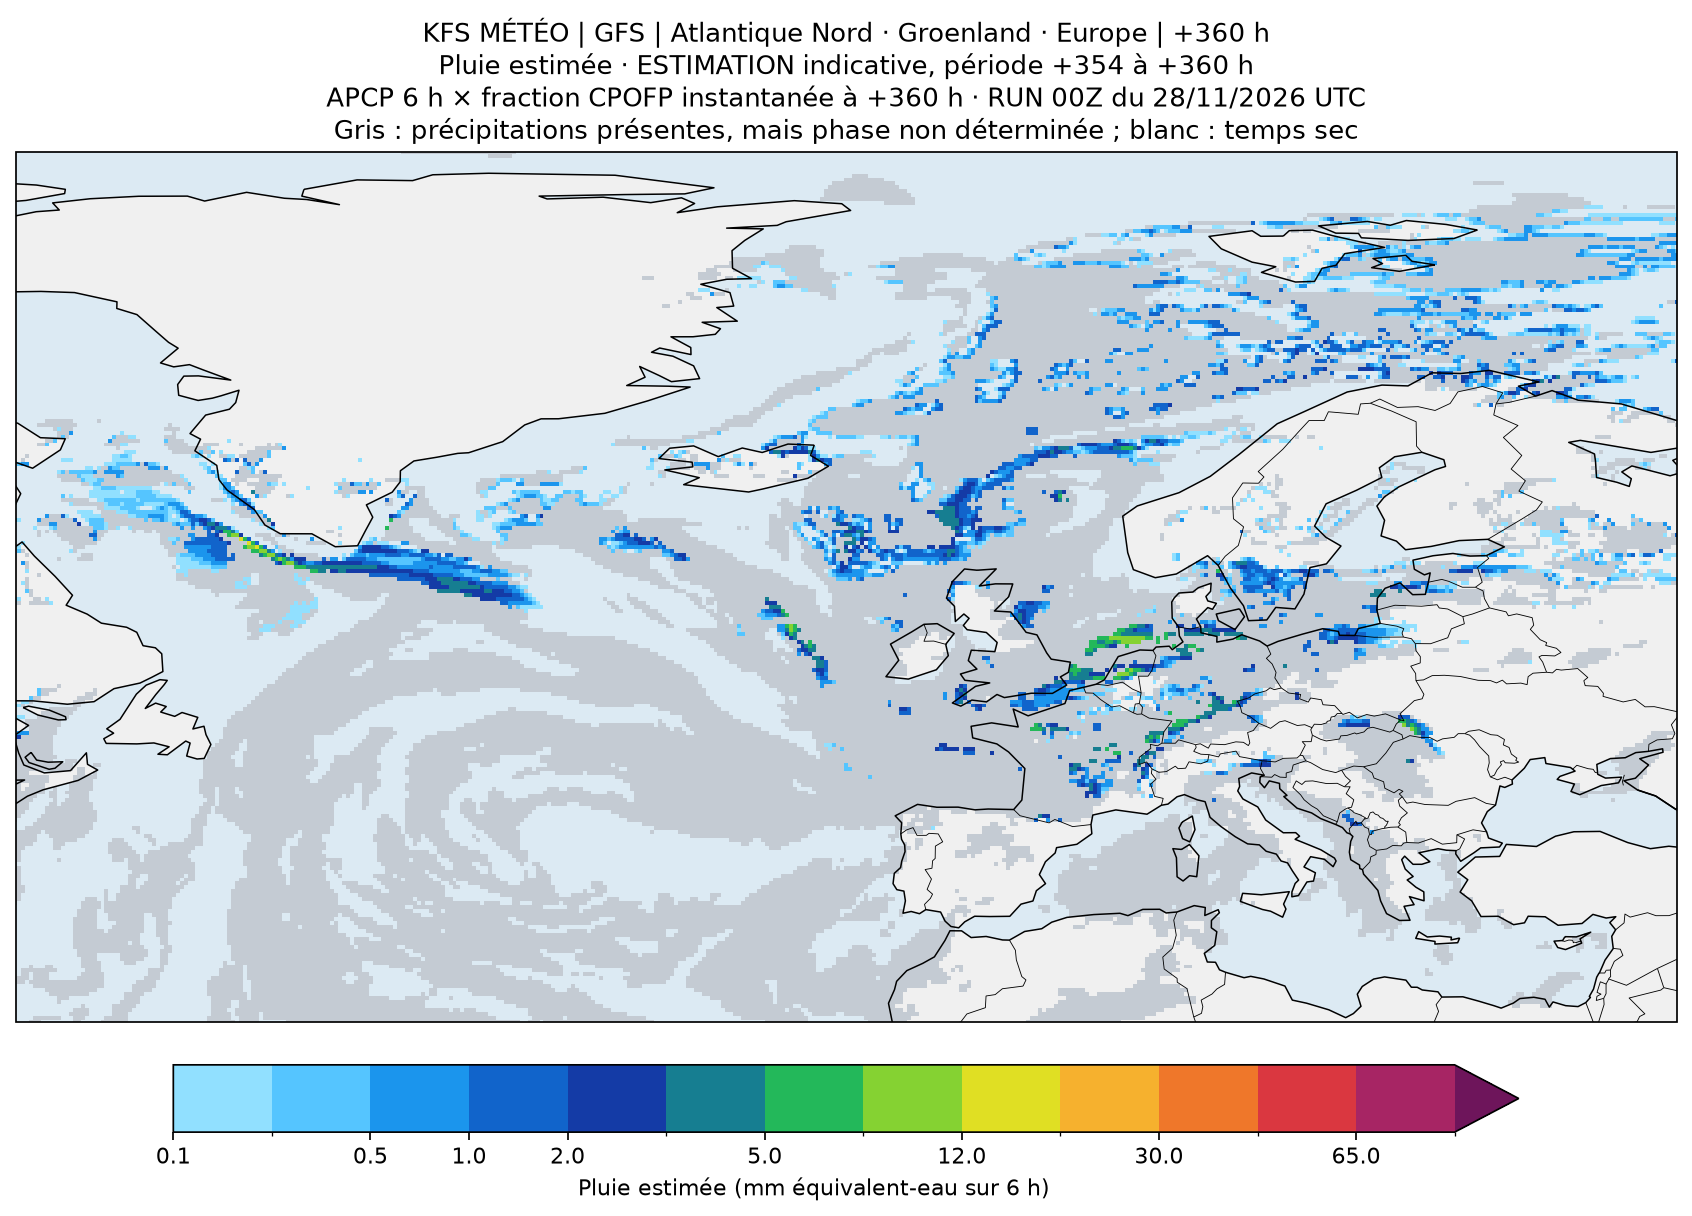 KFS MÉTÉO | GFS | Atlantique Nord · Groenland · Europe | +360 h
Pluie estimée · ESTIMATION indicative, période +354 à +360 h
APCP 6 h × fraction CPOFP instantanée à +360 h · RUN 00Z du 28/11/2026 UTC
Gris : précipitations présentes, mais phase non déterminée ; blanc : temps sec
0.1 0.5 1.0 2.0 5.0 12.0 30.0 65.0
Pluie estimée (mm équivalent-eau sur 6 h)